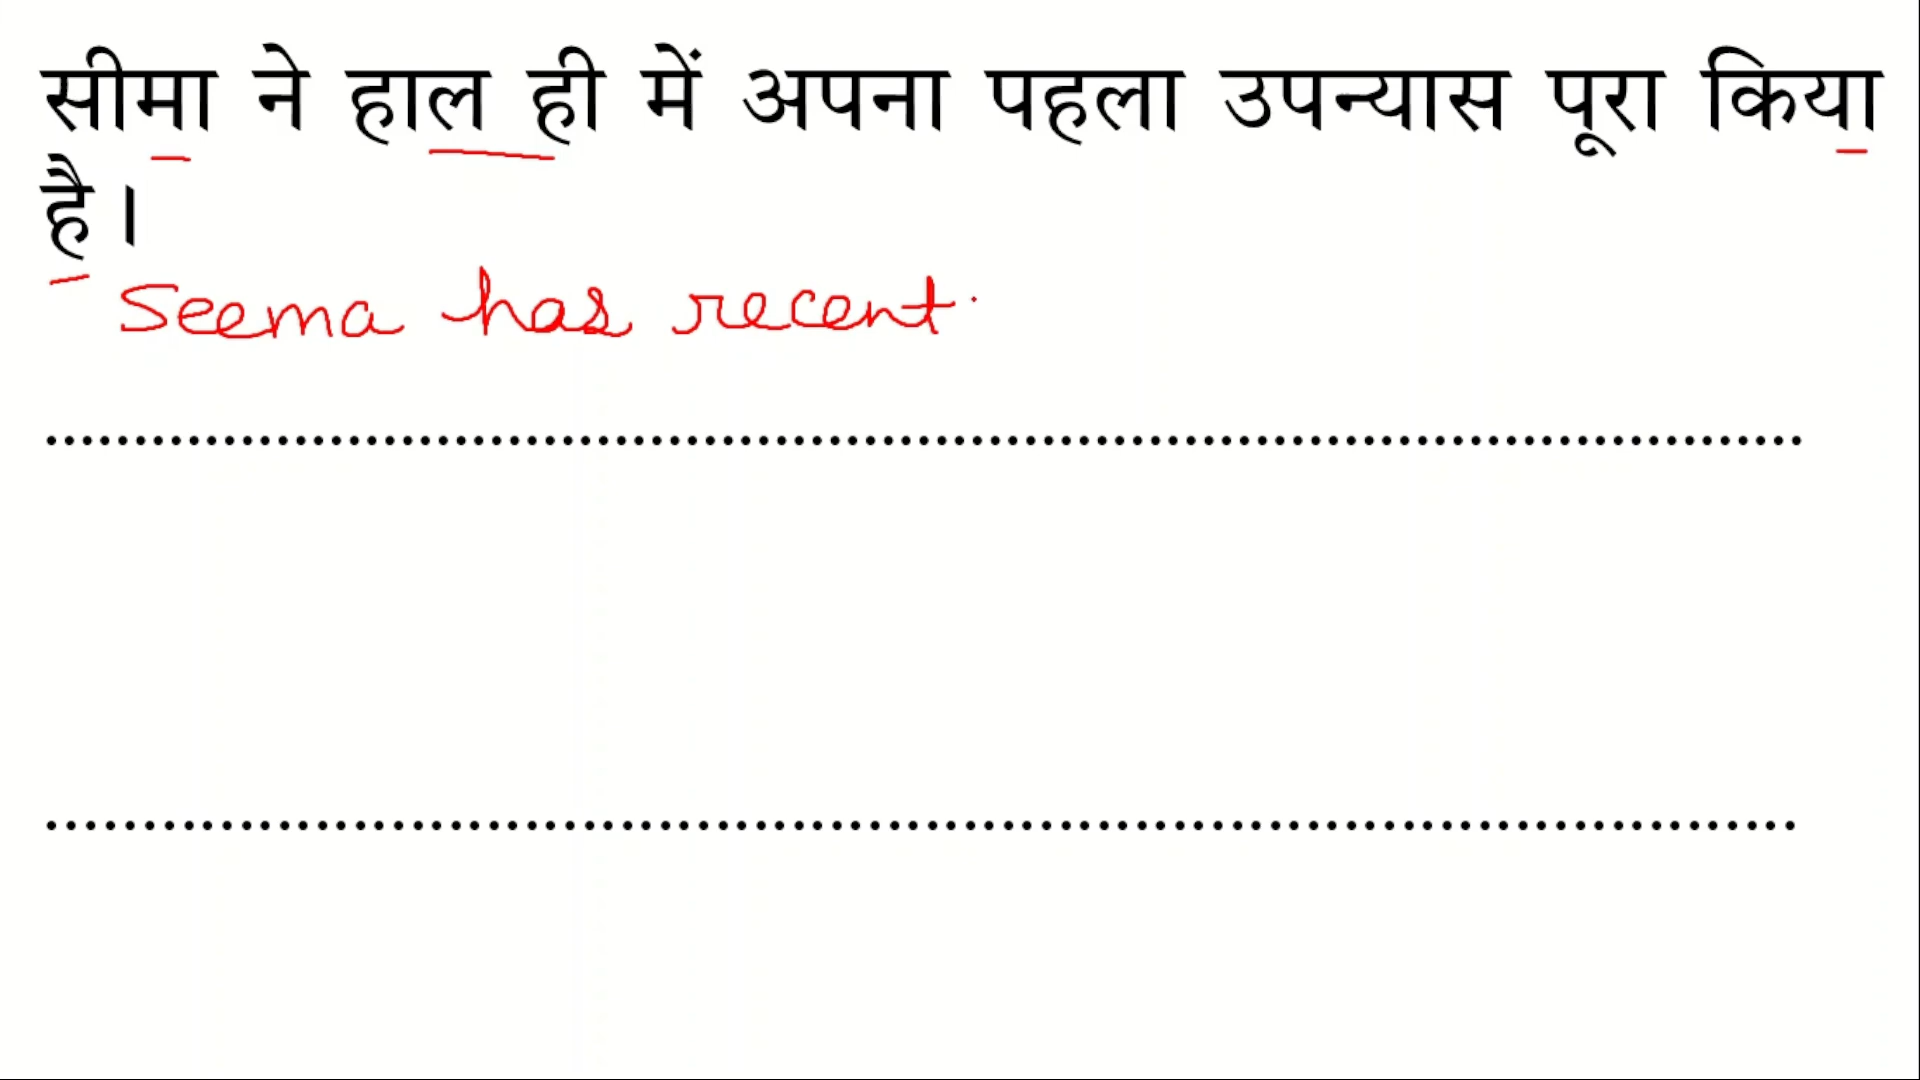 सीमा ने हाल ही में अपना पहला उपन्यास पूरा किया
है।
Seema has recent